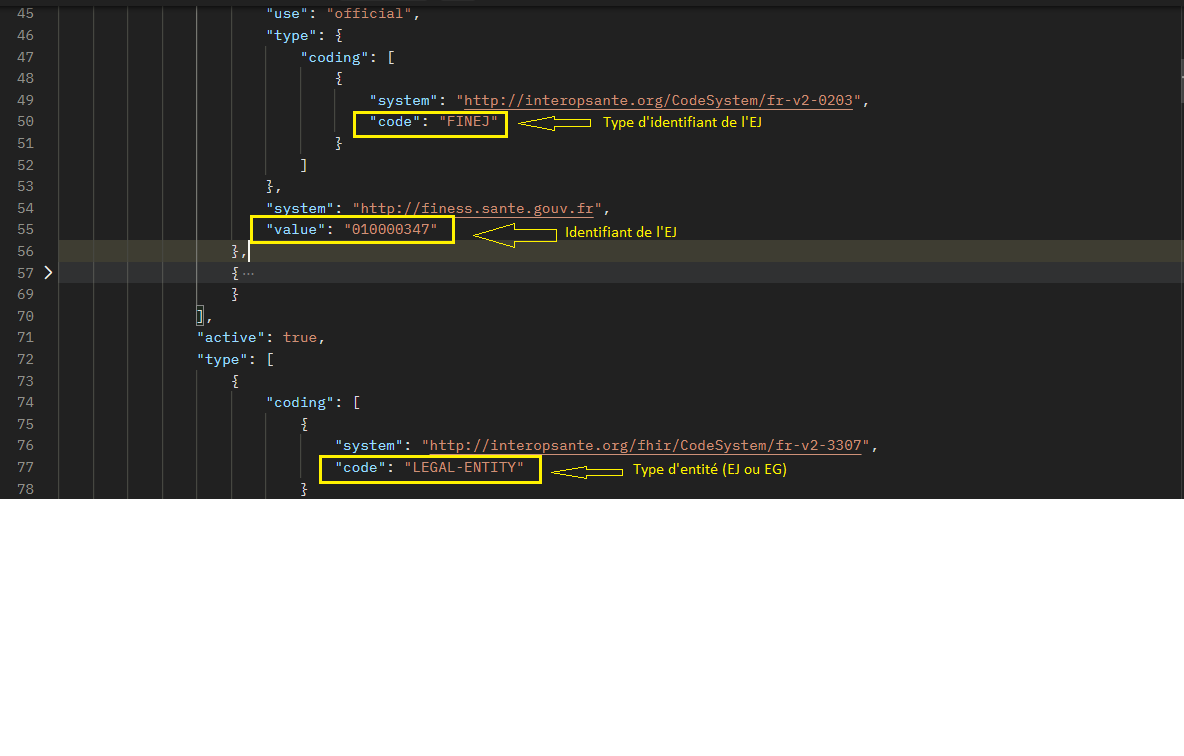 45 "use": "official",
46 "type": {
47 "coding": [
48 {
49 "system": "http://interopsante.org/CodeSystem/fr-v2-0203",
50 "code": "FINEJ" Type d'identifiant de l'EJ
51 }
52 ]
53 },
54 "system": "http://finess.sante.gouv.fr",
55 "value": "010000347" Identifiant de l'EJ
56 },
57 { ···
69 }
70 ],
71 "active": true,
72 "type": [
73 {
74 "coding": [
75 {
76 "system": "http://interopsante.org/fhir/CodeSystem/fr-v2-3307",
77 "code": "LEGAL-ENTITY" Type d'entité (EJ ou EG)
78 }